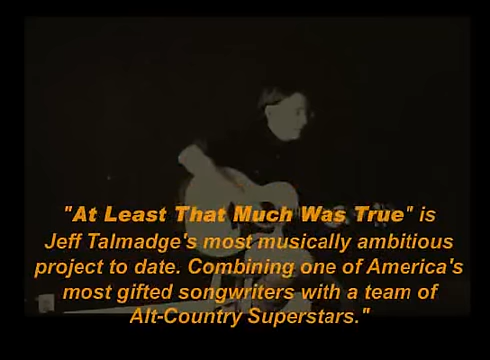 "At Least That Much Was True" is
Jeff Talmadge's most musically ambitious
project to date. Combining one of America's
most gifted songwriters with a team of
Alt-Country Superstars."